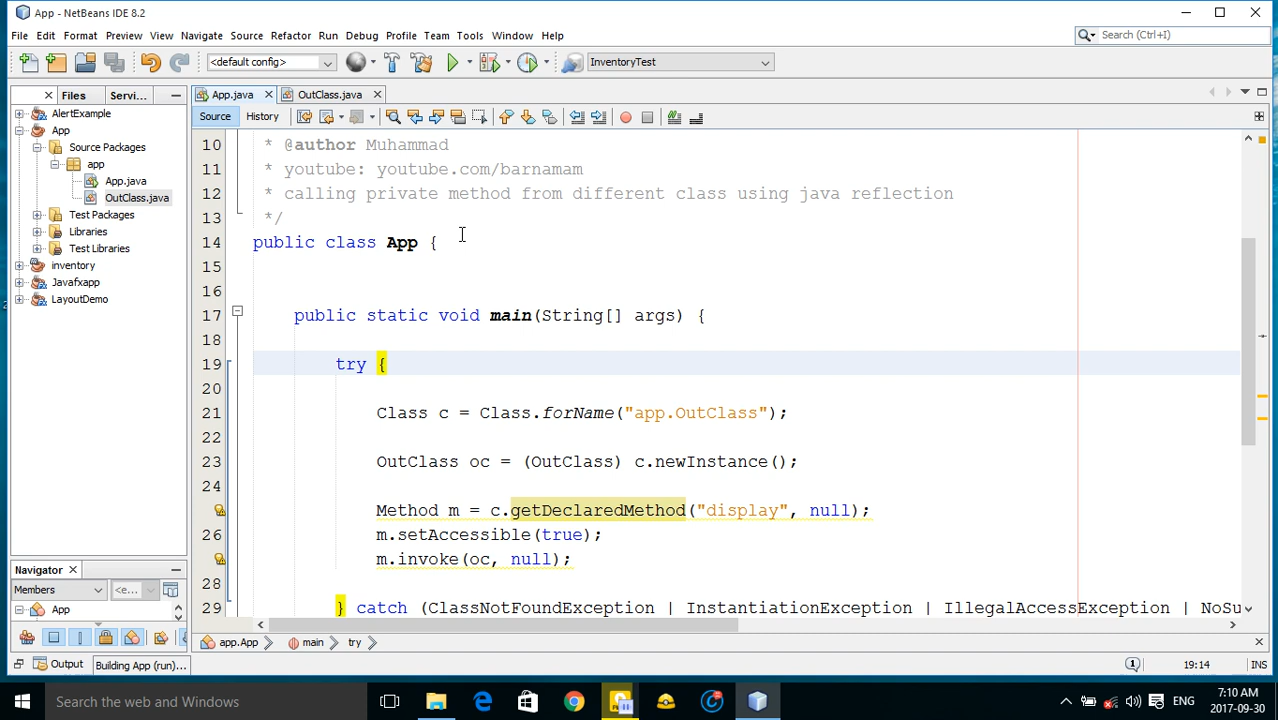 App - NetBeans IDE 8.2
File Edit Format Preview View Navigate Source Refactor Run Debug Profile Team Tools Window Help
Search (Ctrl+I)
<default config>
InventoryTest
Files
Servi...
App.java
OutClass.java
Source
History
AlertExample
App
Source Packages
app
App.java
OutClass.java
Test Packages
Libraries
Test Libraries
inventory
Javafxapp
LayoutDemo
10 * @author Muhammad
11 * youtube: youtube.com/barnamam
12 * calling private method from different class using java reflection
13 */
14 public class App {
15
16
17 public static void main(String[] args) {
18
19 try {
20
21 Class c = Class.forName("app.OutClass");
22
23 OutClass oc = (OutClass) c.newInstance();
24
Method m = c.getDeclaredMethod("display", null);
26 m.setAccessible(true);
m.invoke(oc, null);
28
29 } catch (ClassNotFoundException | InstantiationException | IllegalAccessException | NoSu
Navigator
Members
<e...
App
app.App
main
try
Output
Building App (run)...
1
19:14
INS
Search the web and Windows
ENG
7:10 AM
2017-09-30